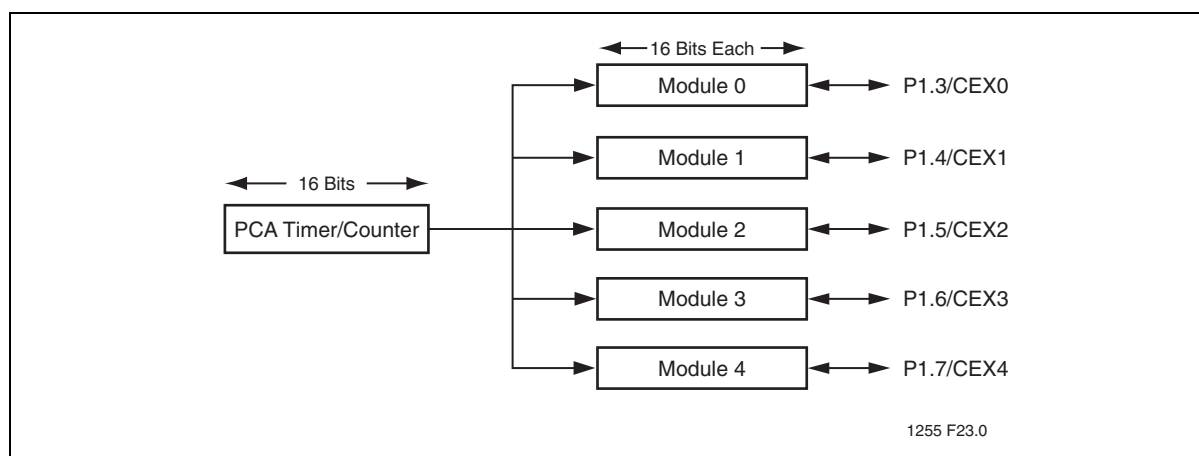 16 Bits Each
Module 0
P1.3/CEX0
Module 1
P1.4/CEX1
16 Bits
PCA Timer/Counter
Module 2
P1.5/CEX2
Module 3
P1.6/CEX3
Module 4
P1.7/CEX4
1255 F23.0